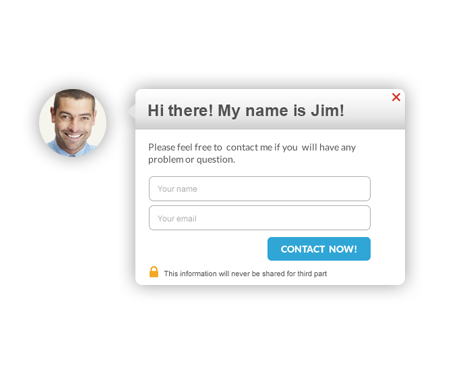 Hi there! My name is Jim!
Please feel free to contact me if you will have any
problem or question.
Your name
Your email
CONTACT NOW!
This information will never be shared for third part